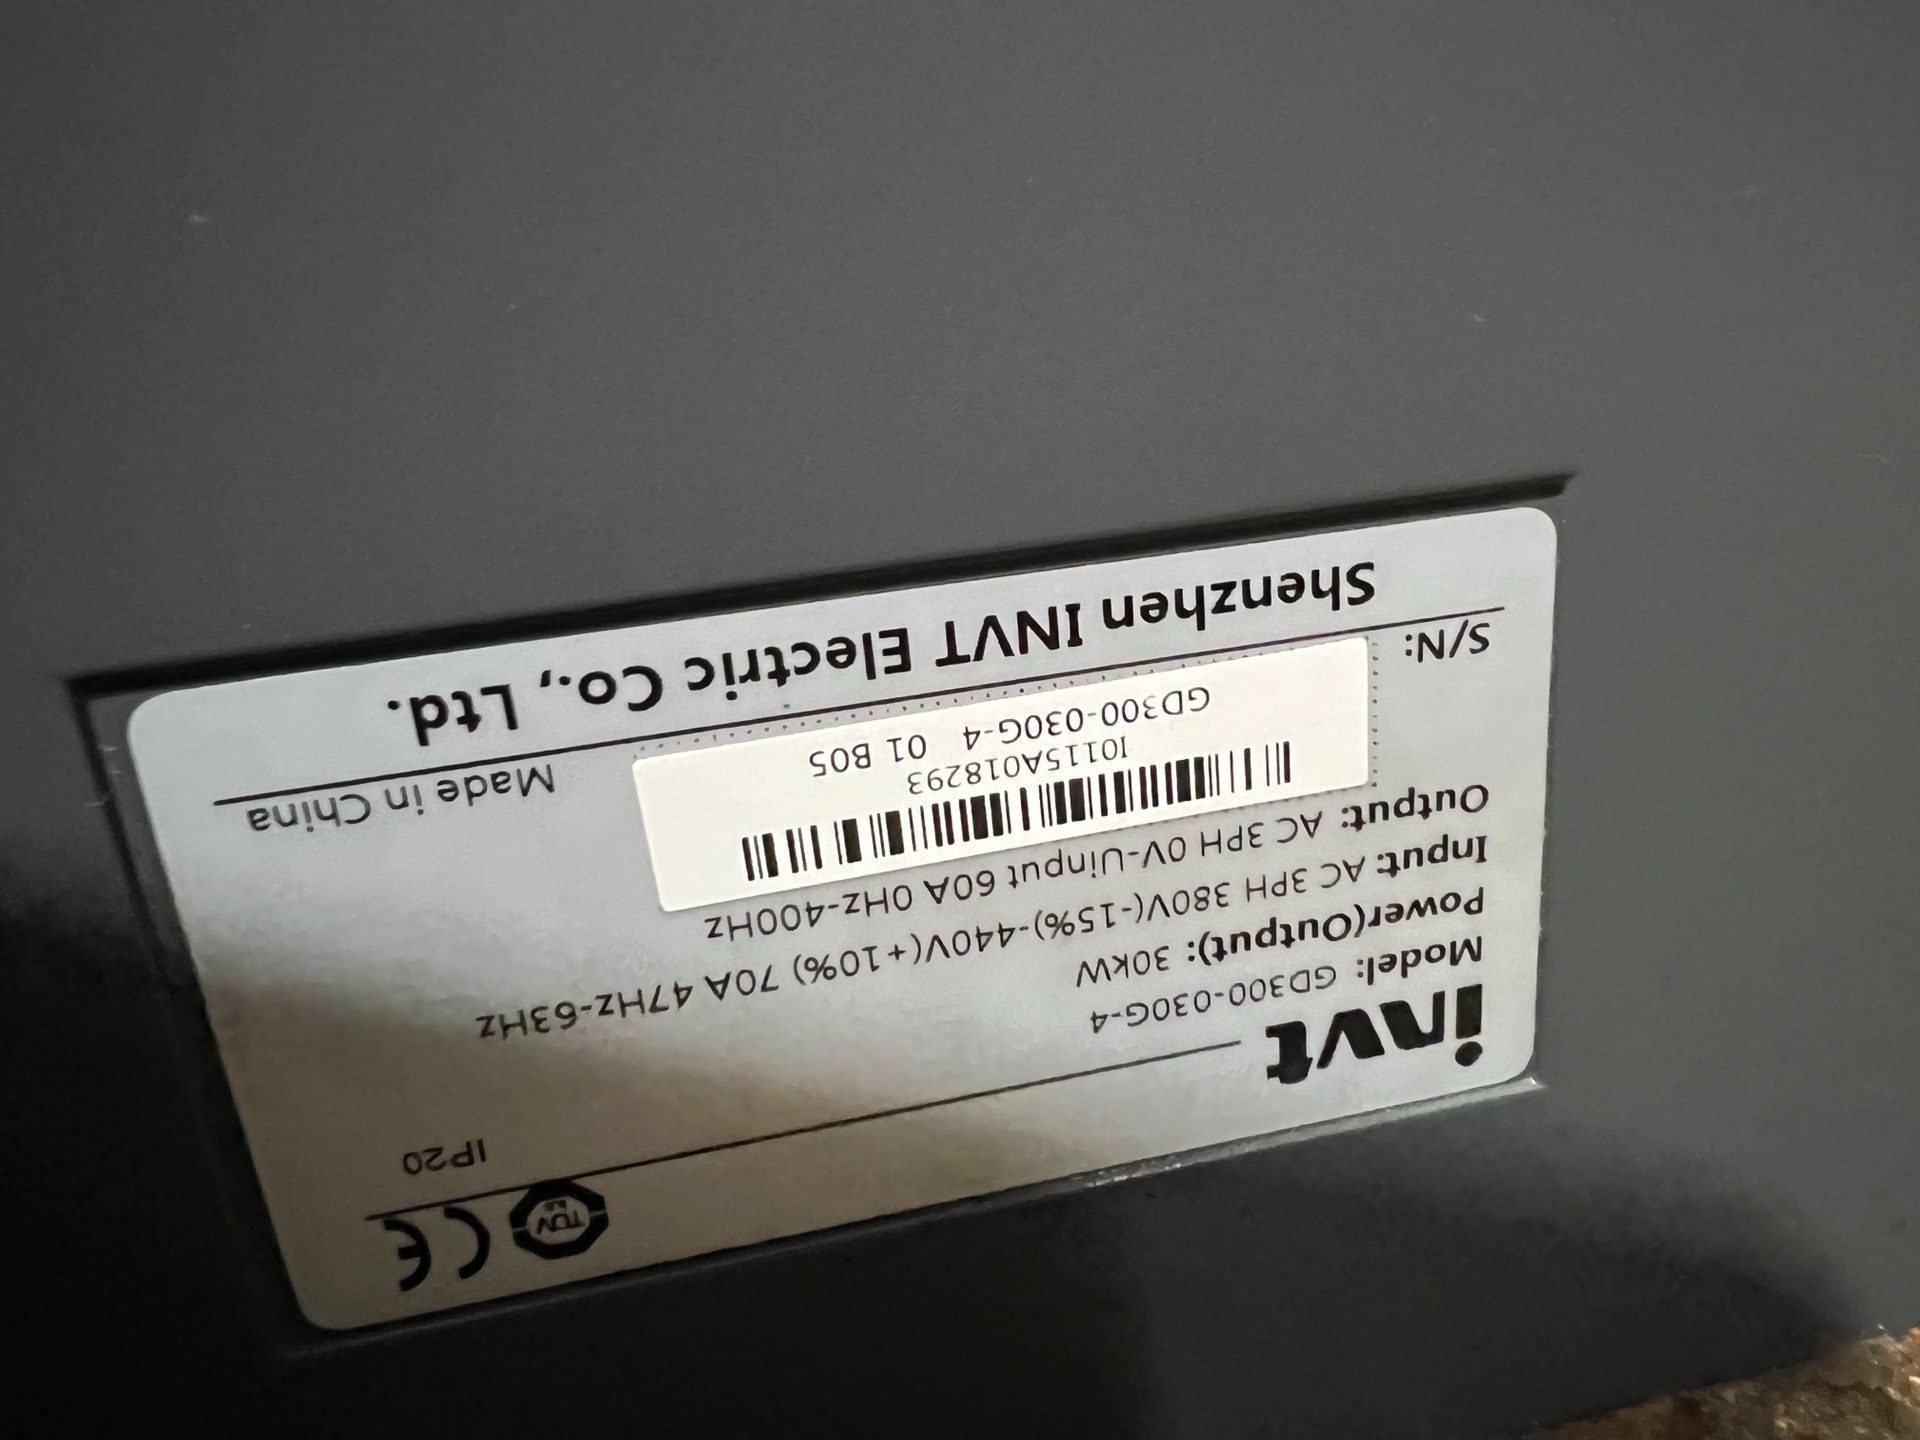 invt
TÜV
CE
IP20
Model: GD300-030G-4
Power(Output): 30kW
Input: AC 3PH 380V(-15%)-440V(+10%) 70A 47Hz-63Hz
Output: AC 3PH 0V-Uinput 60A 0Hz-400Hz
I0115A018293
GD300-030G-4 01 B05
S/N:
Made in China
Shenzhen INVT Electric Co., Ltd.